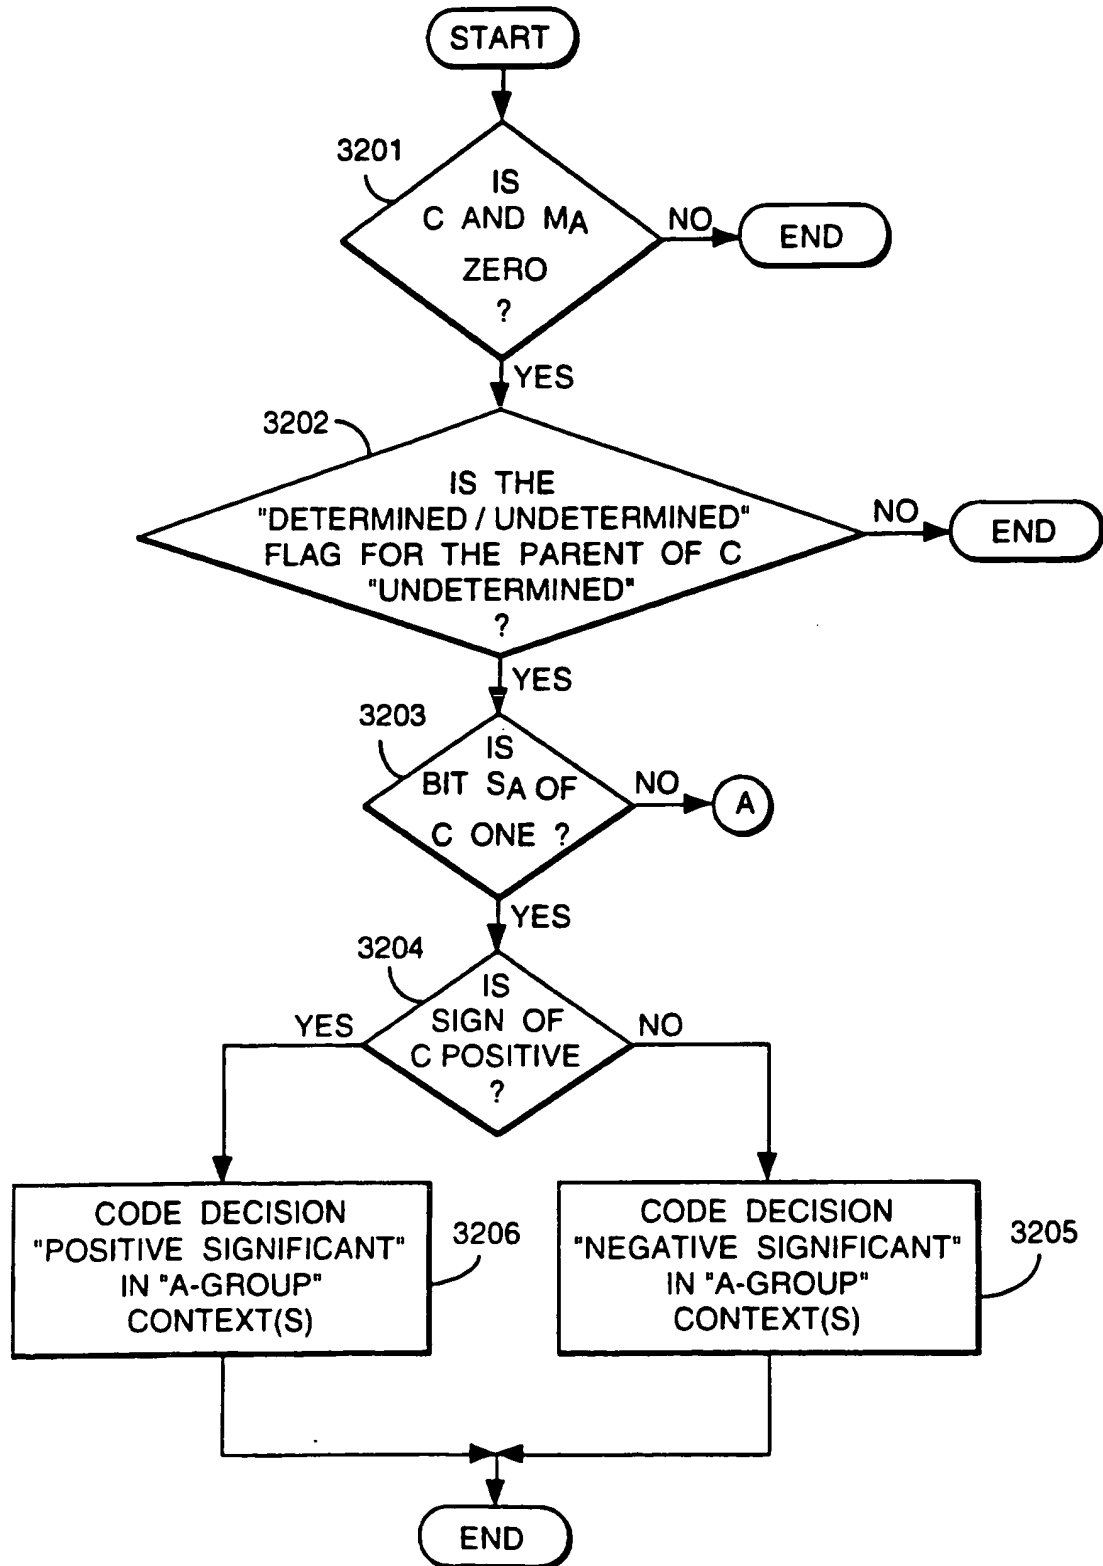 START
3201
IS
C AND MA
ZERO
?
NO
END
YES
3202
IS THE
"DETERMINED / UNDETERMINED"
FLAG FOR THE PARENT OF C
"UNDETERMINED"
?
NO
END
YES
3203
IS
BIT SA OF
C ONE ?
NO
A
YES
3204
IS
SIGN OF
C POSITIVE
?
YES
NO
CODE DECISION
"POSITIVE SIGNIFICANT"
IN "A-GROUP"
CONTEXT(S)
3206
CODE DECISION
"NEGATIVE SIGNIFICANT"
IN "A-GROUP"
CONTEXT(S)
3205
END